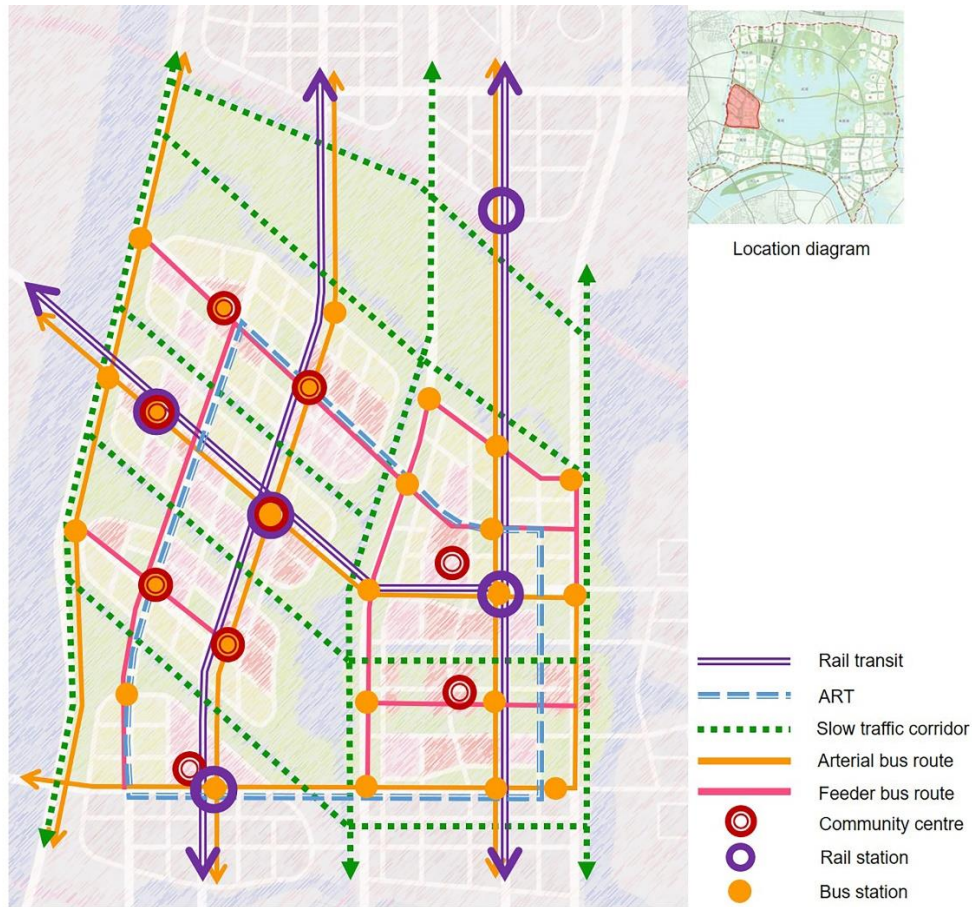 Location diagram
Rail transit
ART
Slow traffic corridor
Arterial bus route
Feeder bus route
Community centre
Rail station
Bus station